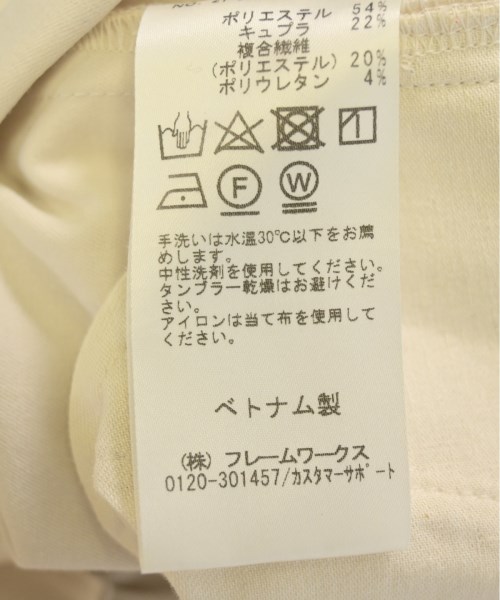 ポリエステル 54%
キュプラ 22%
複合繊維
(ポリエステル) 20%
ポリウレタン 4%
F W
手洗いは水温30℃以下をお薦
めします。
中性洗剤を使用してください。
タンブラー乾燥はお避けくだ
さい。
アイロンは当て布を使用して
ください。
ベトナム製
(株) フレームワークス
0120-301457/カスタマーサポート